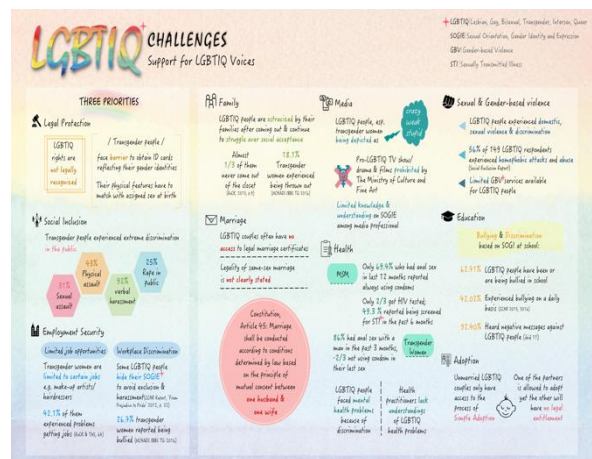 LGBTIQ+ CHALLENGES
Support for LGBTIQ Voices
+LGBTIQ: Lesbian, Gay, Bisexual, Transgender, Intersex, Queer
SOGIE: Sexual Orientation, Gender Identity and Expression
GBV: Gender-based Violence
STI: Sexually Transmitted Illness
THREE PRIORITIES
Legal Protection
LGBTIQ
rights are
not legally
recognised
/ Transgender people /
face barrier to obtain ID cards
reflecting their gender identities
Their physical features have to
match with assigned sex at birth
Social Inclusion
Transgender people experienced extreme discrimination
in the public
31%
Sexual
assault
43%
Physical
assault
92%
verbal
harassment
25%
Rape in
public
Employment Security
Limited job opportunities
Transgender women are
limited to certain jobs
e.g. make-up artists/
hairdressers
42.1% of them
experienced problems
getting jobs
Workplace Discrimination
Some LGBTIQ people
hide their SOGIE+
to avoid exclusion &
harassment
26.7% transgender
women reported being
bullied
Family
LGBTIQ people are ostracised by their
families after coming out & continue
to struggle over social acceptance
Almost
1/3 of them
never come out
of the closet
18.1%
Transgender women
experienced
being thrown out
Marriage
LGBTIQ couples often have no
access to legal marriage certificates
Legality of same-sex marriage
is not clearly stated
Constitution,
Article 45: Marriage
shall be conducted
according to conditions
determined by law based
on the principle of
mutual consent between
one husband &
one wife
Media
LGBTIQ people, esp.
transgender women
being depicted as
crazy
weak
stupid
Pro-LGBTIQ TV show/
drama & films prohibited by
The Ministry of Culture and
Fine Art
Limited knowledge &
understanding on SOGIE
among media professional
Health
MSM
Only 69.4% who had anal sex
in last 12 months reported
always using condoms
Only 2/3 got HIV tested;
49.3 % reported being screened
for STI+ in the past 6 months
86% had anal sex with a
man in the past 3 months,
-2/3 not using condom in
their last sex
Transgender
Women
LGBTIQ people
faced mental
health problems
because of
discrimination
Health
practitioners lack
understandings
of LGBTIQ
health problems
Sexual & Gender-based violence
LGBTIQ people experienced domestic,
sexual violence & discrimination
56% of 149 LGBTIQ respondents
experienced homophobic attacks and abuse
Limited GBV+ services available
for LGBTIQ people
Education
Bullying & Discrimination
based on SOGI at school:
62.91% LGBTIQ people have been or
are being bullied in school
42.02% Experienced bullying on a daily
basis
92.40% Heard negative messages against
LGBTIQ people
Adoption
Unmarried LGBTIQ
couples only have
access to the
process of
Simple Adoption
One of the partners
is allowed to adopt
yet the other will
have no legal
entitlement